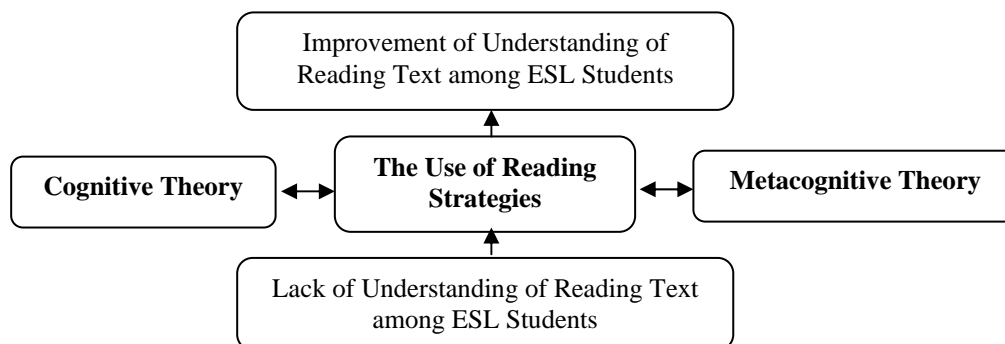 Improvement of Understanding of
Reading Text among ESL Students
Cognitive Theory
The Use of Reading
Strategies
Metacognitive Theory
Lack of Understanding of Reading Text
among ESL Students